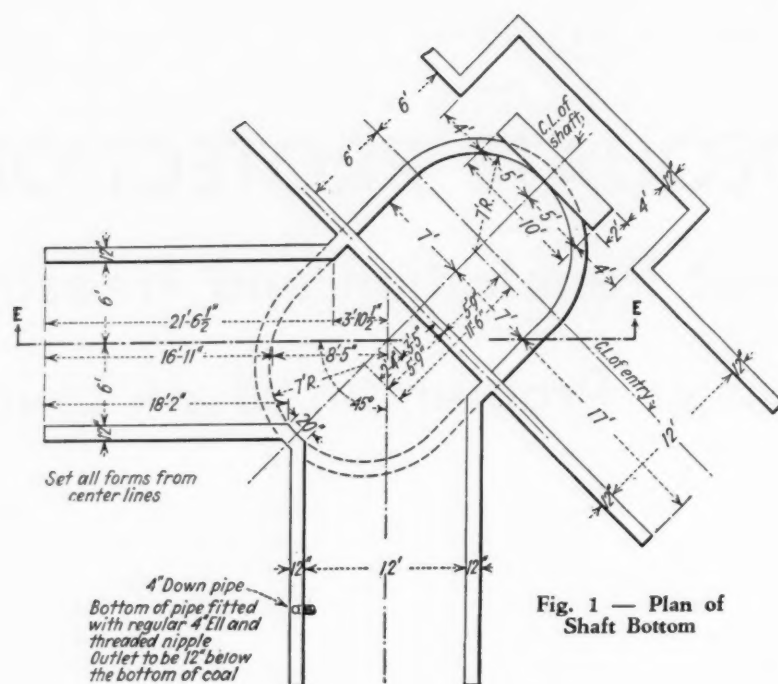 6'
4'
C.L. of
shaft
6'
5'
12"
4'
7'R.
10'
5'
2'
4'
12"
7'
6'
21'-6½"
3'-10½"
5'-9"
11'-6"
7'
E
E
16'-11"
8'-5"
5'-9"
C.L of entry
12"
6'
7'R.
45°
17'
18'-2"
12'
12"
20"
12"
Set all forms from
center lines
12"
12'
12"
4" Down pipe
Bottom of pipe fitted
with regular 4" Ell and
threaded nipple
Outlet to be 12" below
the bottom of coal
Fig. 1 — Plan of
Shaft Bottom